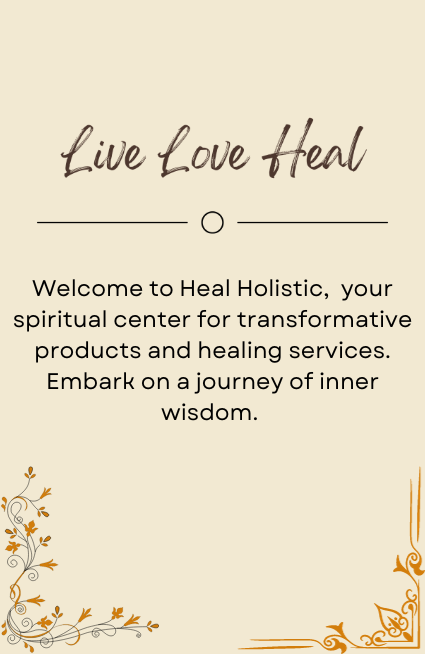 Live Love Heal
Welcome to Heal Holistic,  your
spiritual center for transformative
products and healing services.
Embark on a journey of inner
wisdom.